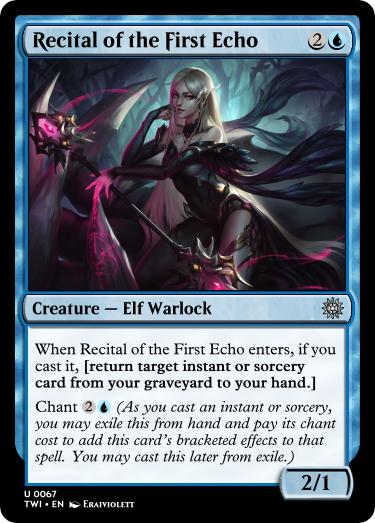 Recital of the First Echo 2
Creature — Elf Warlock
When Recital of the First Echo enters, if you
cast it, [return target instant or sorcery
card from your graveyard to your hand.]
Chant 2 (As you cast an instant or sorcery,
you may exile this from hand and pay its chant
cost to add this card's bracketed effects to that
spell. You may cast this later from exile.)
2/1
U 0067
TWI • EN Eraiviolett